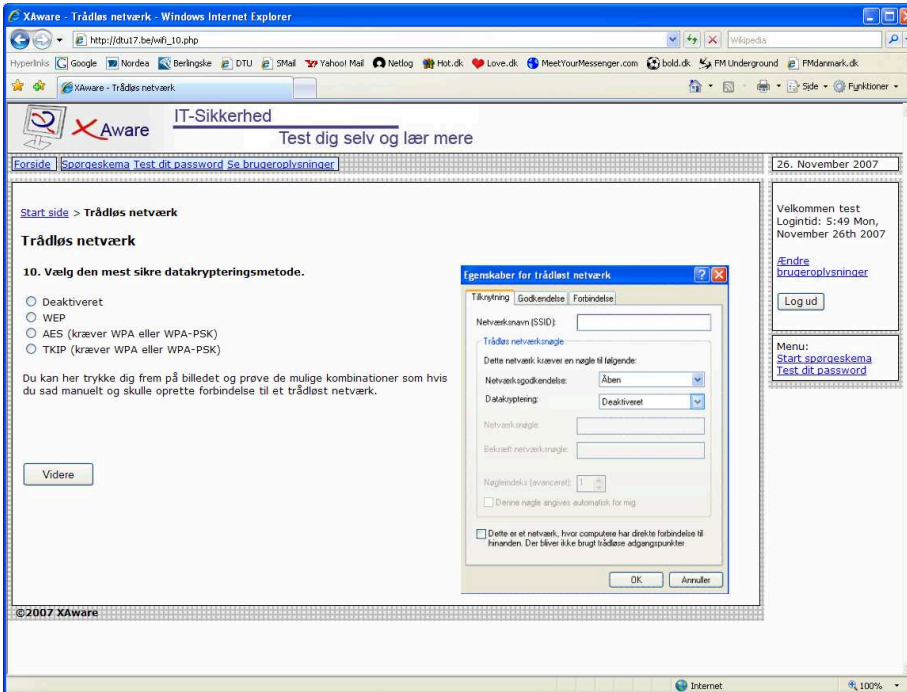 XAware - Trådløs netværk - Windows Internet Explorer
http://dtu17.be/wifi_10.php
Wikipedia
Hyperlinks Google Nordea Berlingske DTU SMail Yahoo! Mail Netlog Hot.dk Love.dk MeetYourMessenger.com bold.dk FM Underground FMdanmark.dk
XAware - Trådløs netværk
Side Funktioner
XAware
IT-Sikkerhed
Test dig selv og lær mere
Forside Spørgeskema Test dit password Se brugeroplysninger
26. November 2007
Start side > Trådløs netværk
Trådløs netværk
10. Vælg den mest sikre datakrypteringsmetode.
Deaktiveret
WEP
AES (kræver WPA eller WPA-PSK)
TKIP (kræver WPA eller WPA-PSK)
Du kan her trykke dig frem på billedet og prøve de mulige kombinationer som hvis
du sad manuelt og skulle oprette forbindelse til et trådløst netværk.
Videre
Egenskaber for trådløst netværk
Tilknytning Godkendelse Forbindelse
Netværksnavn (SSID):
Trådløs netværksnøgle
Dette netværk kræver en nøgle til følgende:
Netværksgodkendelse: Åben
Datakryptering: Deaktiveret
Netværksnøgle:
Bekræft netværksnøgle:
Nøgleindeks (avanceret): 1
Denne nøgle angives automatisk for mig
Dette er et netværk, hvor computere har direkte forbindelse til
hinanden. Der bliver ikke brugt trådløse adgangspunkter
OK Annuller
Velkommen test
Logintid: 5:49 Mon,
November 26th 2007
Ændre
brugeroplysninger
Log ud
Menu:
Start spørgeskema
Test dit password
©2007 XAware
Internet
100%